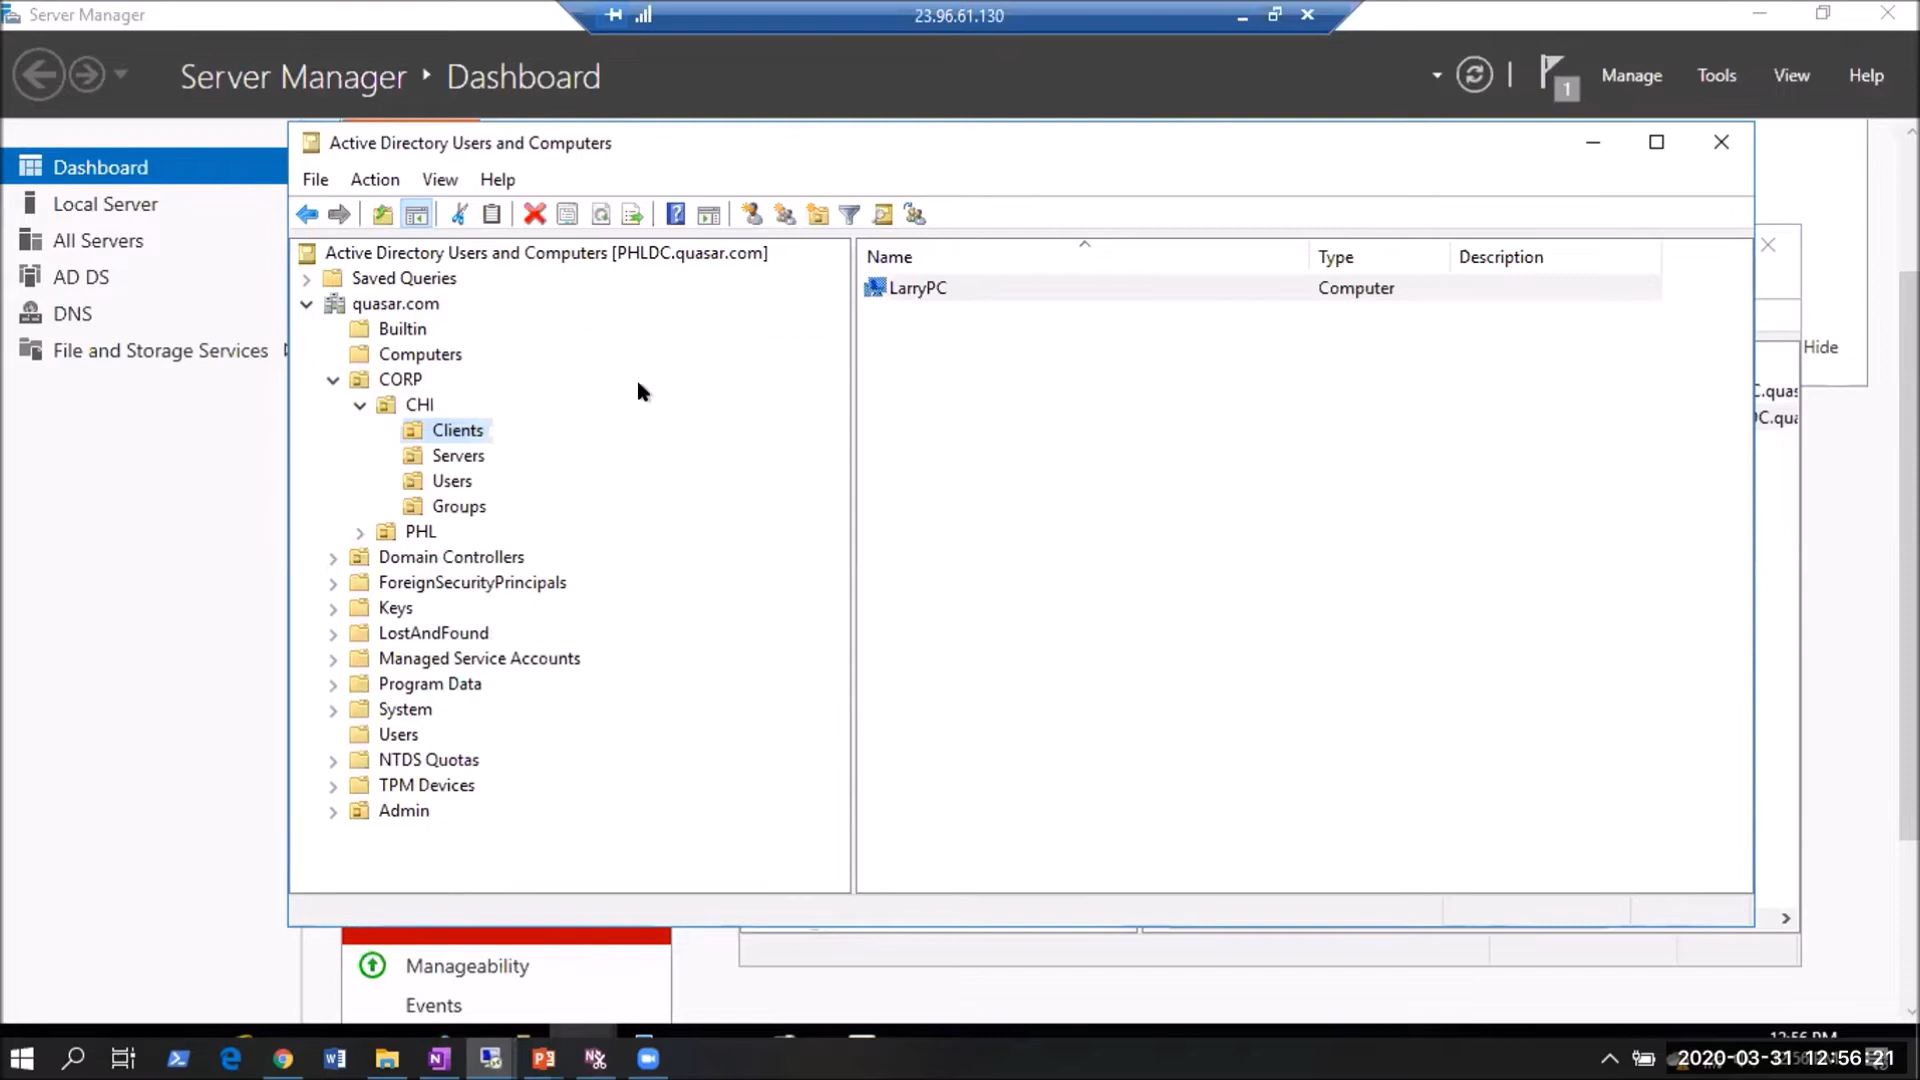 Server Manager
23.96.61.130
Server Manager Dashboard
1
Manage
Tools
View
Help
Dashboard
Local Server
All Servers
AD DS
DNS
File and Storage Services
Active Directory Users and Computers
File
Action
View
Help
Active Directory Users and Computers [PHLDC.quasar.com]
Saved Queries
quasar.com
Builtin
Computers
CORP
CHI
Clients
Servers
Users
Groups
PHL
Domain Controllers
ForeignSecurityPrincipals
Keys
LostAndFound
Managed Service Accounts
Program Data
System
Users
NTDS Quotas
TPM Devices
Admin
Name
Type
Description
LarryPC
Computer
Hide
Manageability
Events
2020-03-31 12:56:21